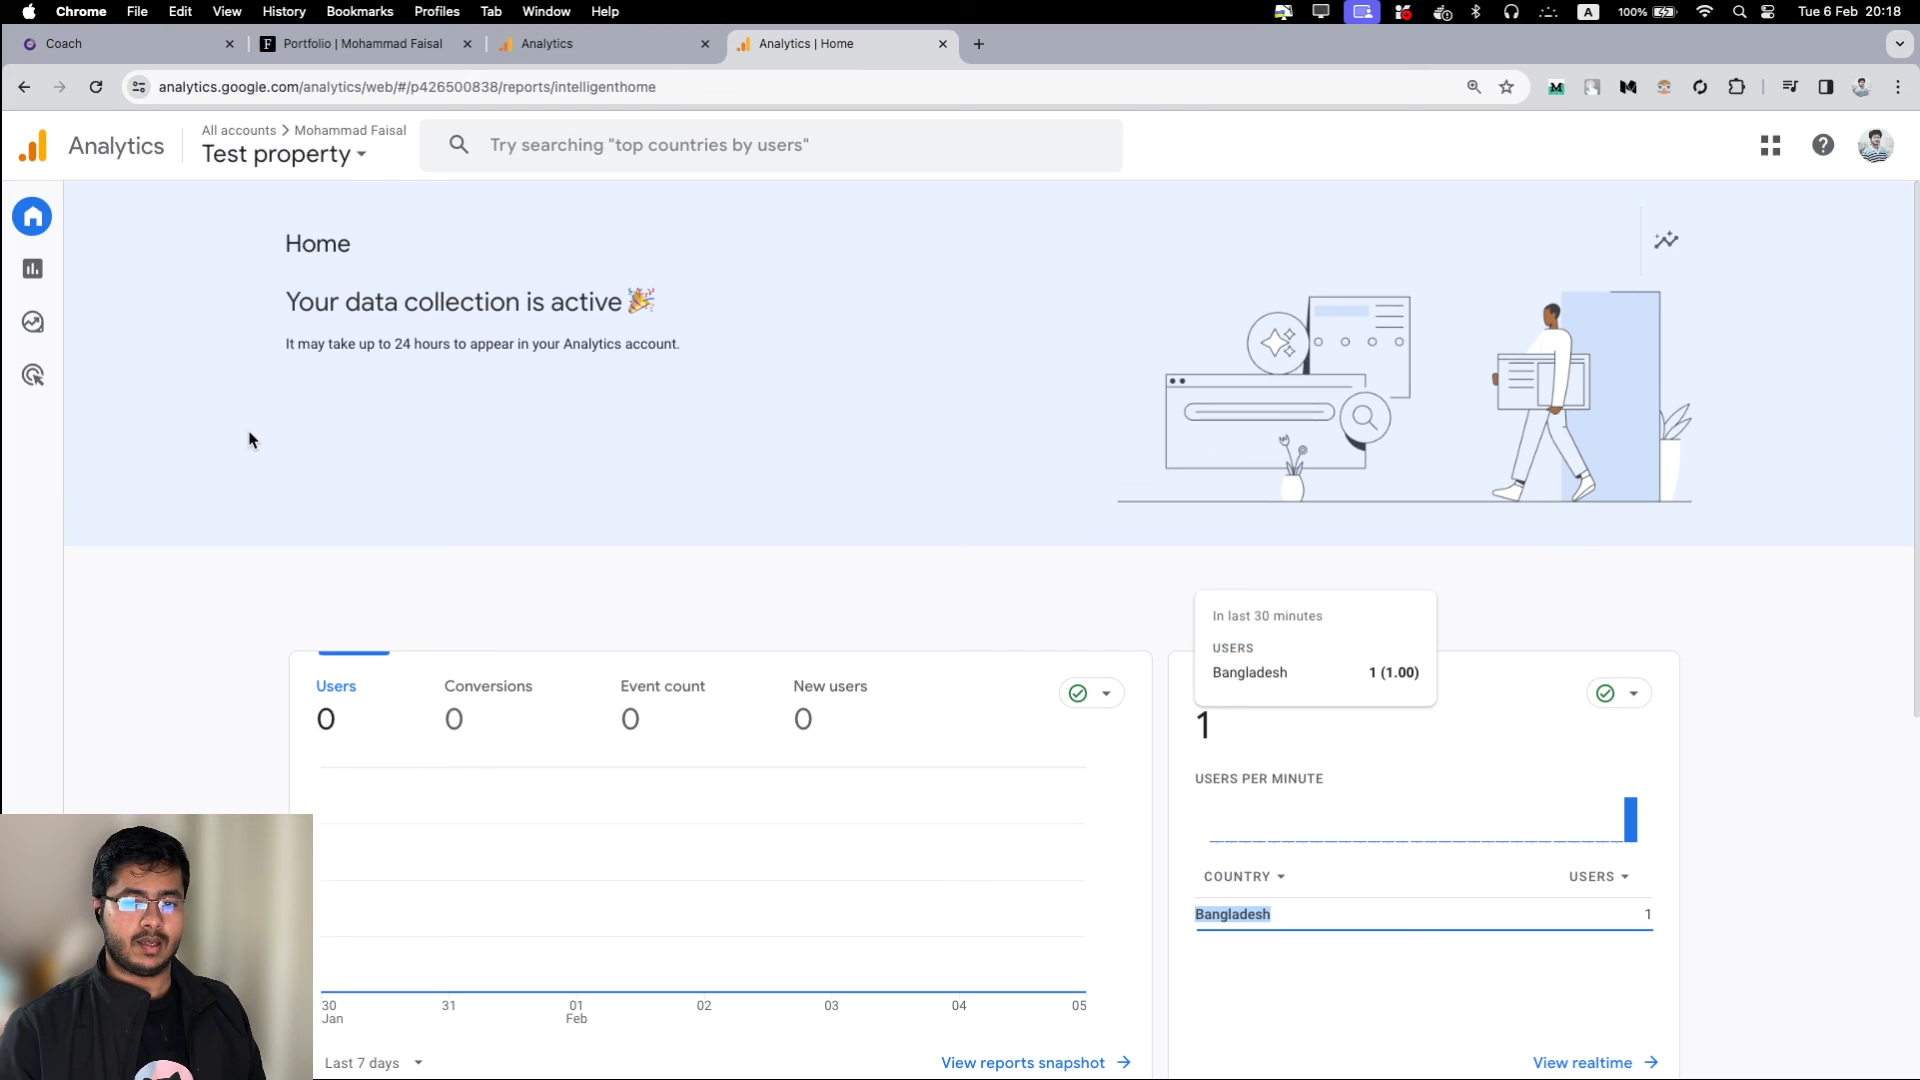 Chrome File Edit View History Bookmarks Profiles Tab Window Help A 100% Tue 6 Feb 20:18
Coach Portfolio | Mohammad Faisal Analytics Analytics | Home
analytics.google.com/analytics/web/#/p426500838/reports/intelligenthome
Analytics
All accounts > Mohammad Faisal
Test property
Try searching "top countries by users"
Home
Your data collection is active
It may take up to 24 hours to appear in your Analytics account.
In last 30 minutes
USERS
Bangladesh 1 (1.00)
Users Conversions Event count New users
0 0 0 0
1
USERS PER MINUTE
COUNTRY USERS
Bangladesh 1
30 31 01 02 03 04 05
Jan Feb
Last 7 days View reports snapshot
View realtime